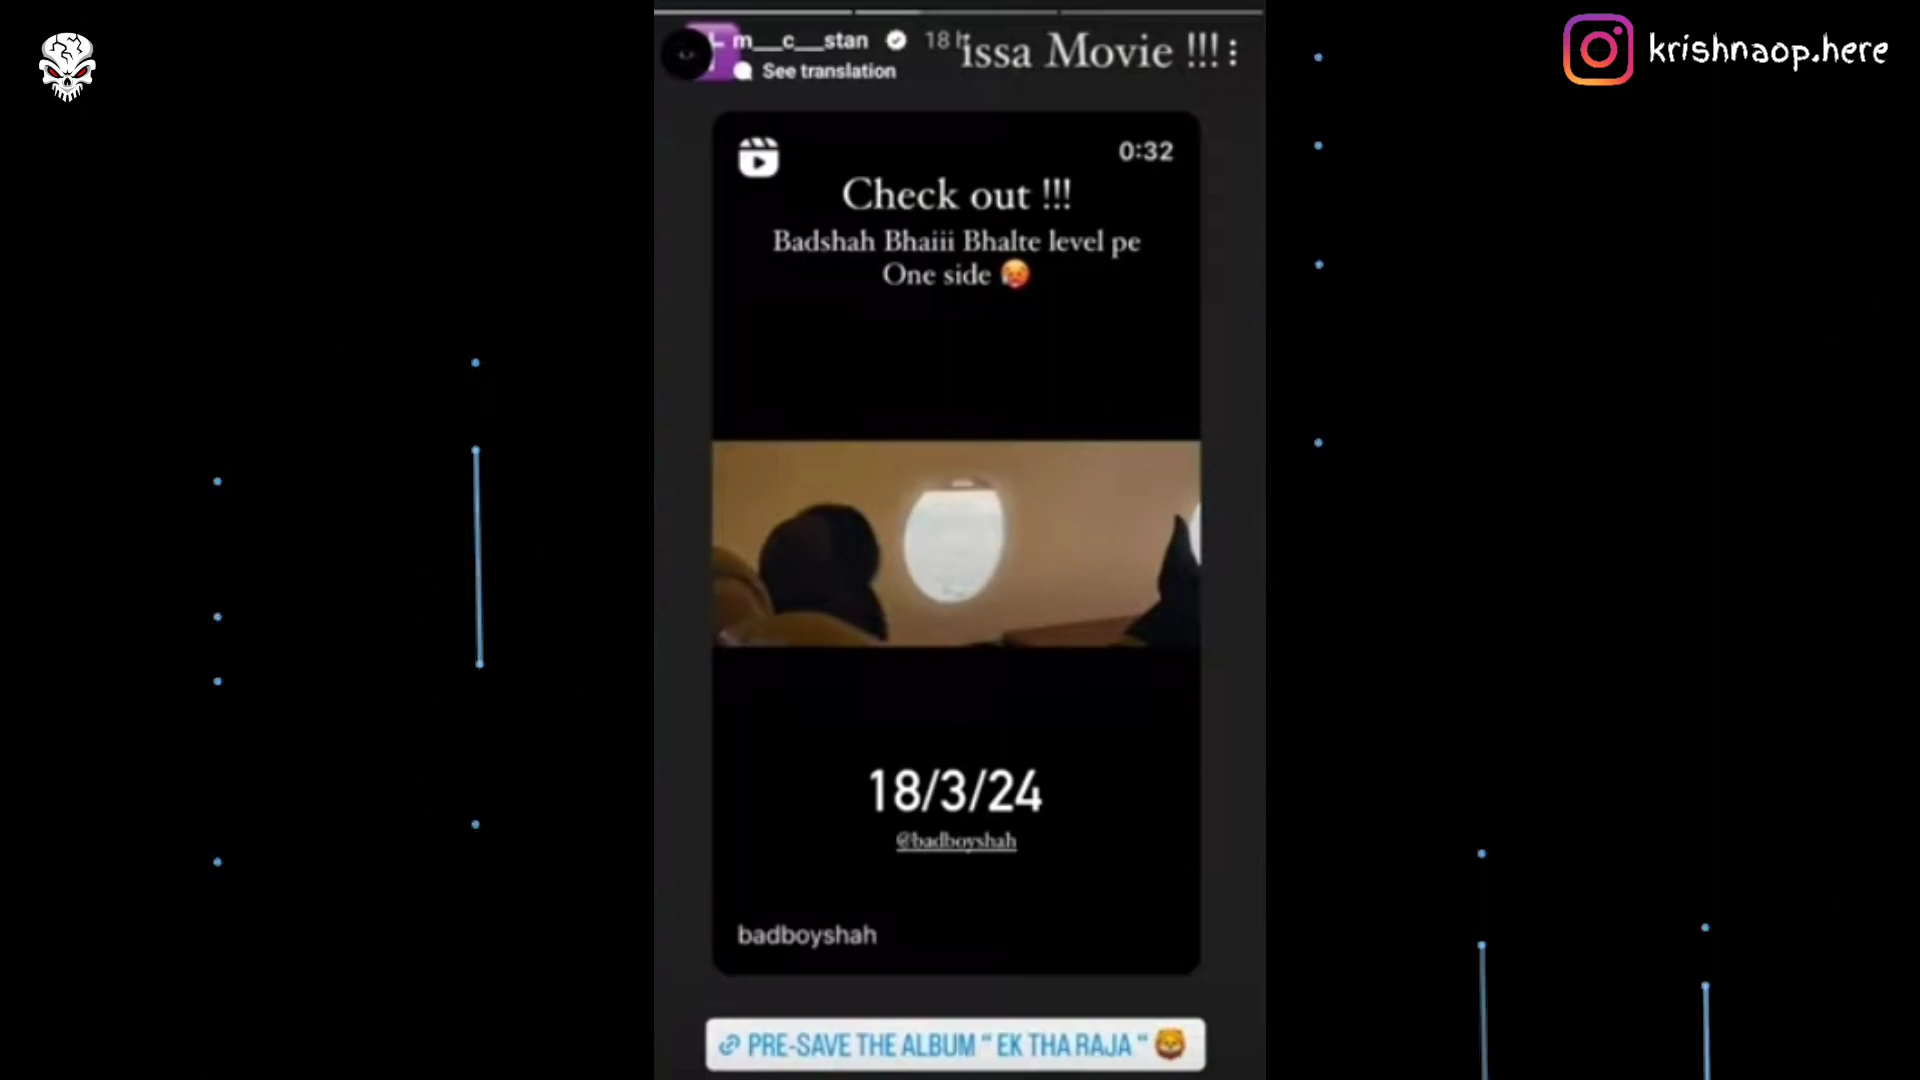 m__c__stan 18 h
issa Movie !!!
See translation
krishnaop.here
0:32
Check out !!!
Badshah Bhaiii Bhalte level pe
One side 🥵
18/3/24
@badboyshah
badboyshah
PRE-SAVE THE ALBUM “ EK THA RAJA “ 🦁